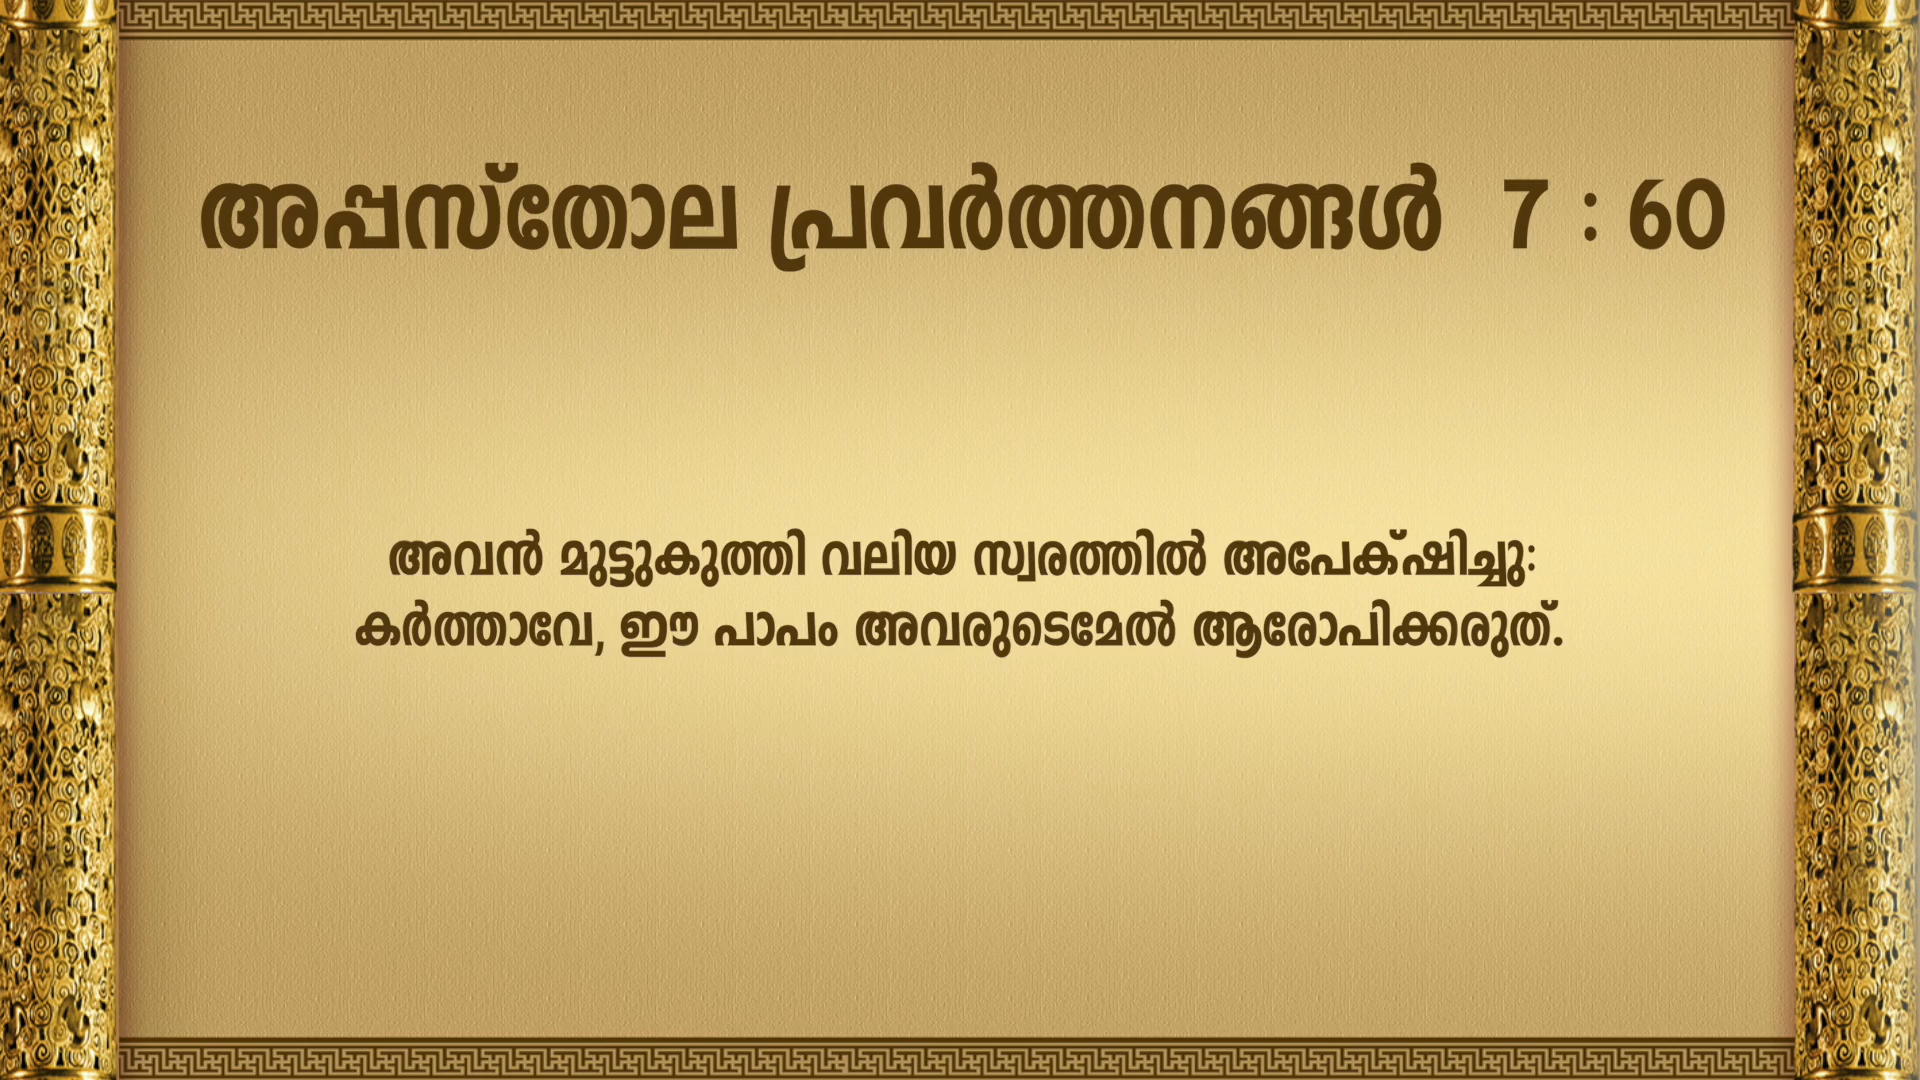 അപ്പസ്തോല പ്രവർത്തനങ്ങൾ 7 : 60
അവൻ മുട്ടുകുത്തി വലിയ സ്വരത്തിൽ അപേക്‌ഷിച്ചു:
കർത്താവേ, ഈ പാപം അവരുടെമേൽ ആരോപിക്കരുത്.